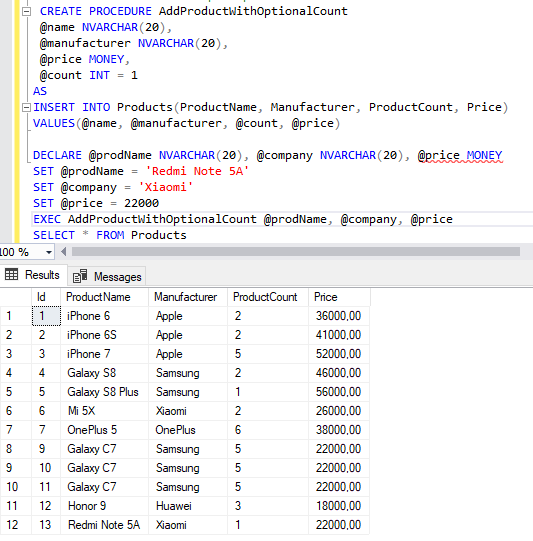 CREATE PROCEDURE AddProductWithOptionalCount
@name NVARCHAR(20),
@manufacturer NVARCHAR(20),
@price MONEY,
@count INT = 1
AS
INSERT INTO Products(ProductName, Manufacturer, ProductCount, Price)
VALUES(@name, @manufacturer, @count, @price)
DECLARE @prodName NVARCHAR(20), @company NVARCHAR(20), @price MONEY
SET @prodName = 'Redmi Note 5A'
SET @company = 'Xiaomi'
SET @price = 22000
EXEC AddProductWithOptionalCount @prodName, @company, @price
SELECT * FROM Products
100 %
Results Messages
Id ProductName Manufacturer ProductCount Price
1 1 iPhone 6 Apple 2 36000,00
2 2 iPhone 6S Apple 2 41000,00
3 3 iPhone 7 Apple 5 52000,00
4 4 Galaxy S8 Samsung 2 46000,00
5 5 Galaxy S8 Plus Samsung 1 56000,00
6 6 Mi 5X Xiaomi 2 26000,00
7 7 OnePlus 5 OnePlus 6 38000,00
8 9 Galaxy C7 Samsung 5 22000,00
9 10 Galaxy C7 Samsung 5 22000,00
10 11 Galaxy C7 Samsung 5 22000,00
11 12 Honor 9 Huawei 3 18000,00
12 13 Redmi Note 5A Xiaomi 1 22000,00